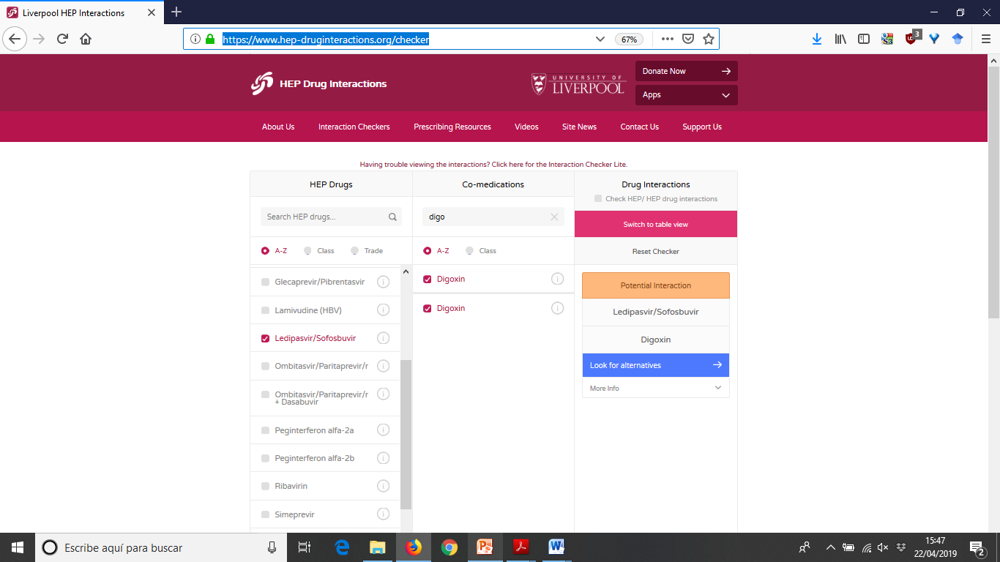 Liverpool HEP Interactions
https://www.hep-druginteractions.org/checker
67%
3
HEP Drug Interactions
UNIVERSITY OF
LIVERPOOL
Donate Now
Apps
About Us
Interaction Checkers
Prescribing Resources
Videos
Site News
Contact Us
Support Us
Having trouble viewing the interactions? Click here for the Interaction Checker Lite.
HEP Drugs
Search HEP drugs...
A-Z
Class
Trade
Glecaprevir/Pibrentasvir
Lamivudine (HBV)
Ledipasvir/Sofosbuvir
Ombitasvir/Paritaprevir/r
Ombitasvir/Paritaprevir/r
+ Dasabuvir
Peginterferon alfa-2a
Peginterferon alfa-2b
Ribavirin
Simeprevir
Co-medications
digo
A-Z
Class
Digoxin
Digoxin
Drug Interactions
Check HEP/ HEP drug interactions
Switch to table view
Reset Checker
Potential Interaction
Ledipasvir/Sofosbuvir
Digoxin
Look for alternatives
More Info
Escribe aquí para buscar
15:47
22/04/2019
2